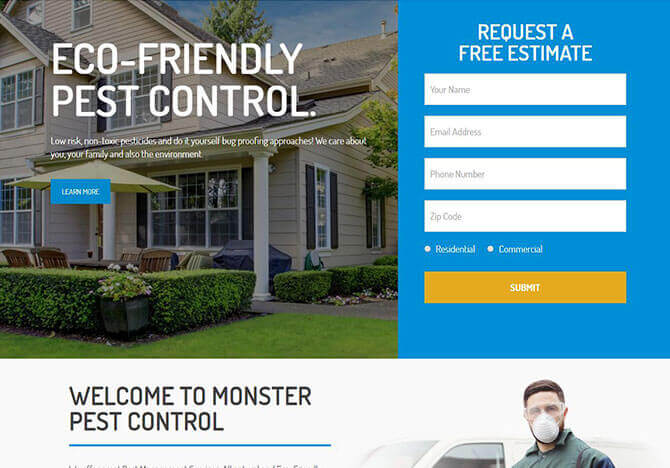 ECO-FRIENDLY
PEST CONTROL.
Low risk, non-toxic pesticides and do it yourself bug proofing approaches! We care about
you, your family and also the environment.
LEARN MORE
REQUEST A
FREE ESTIMATE
Your Name
Email Address
Phone Number
Zip Code
Residential Commercial
SUBMIT
WELCOME TO MONSTER
PEST CONTROL